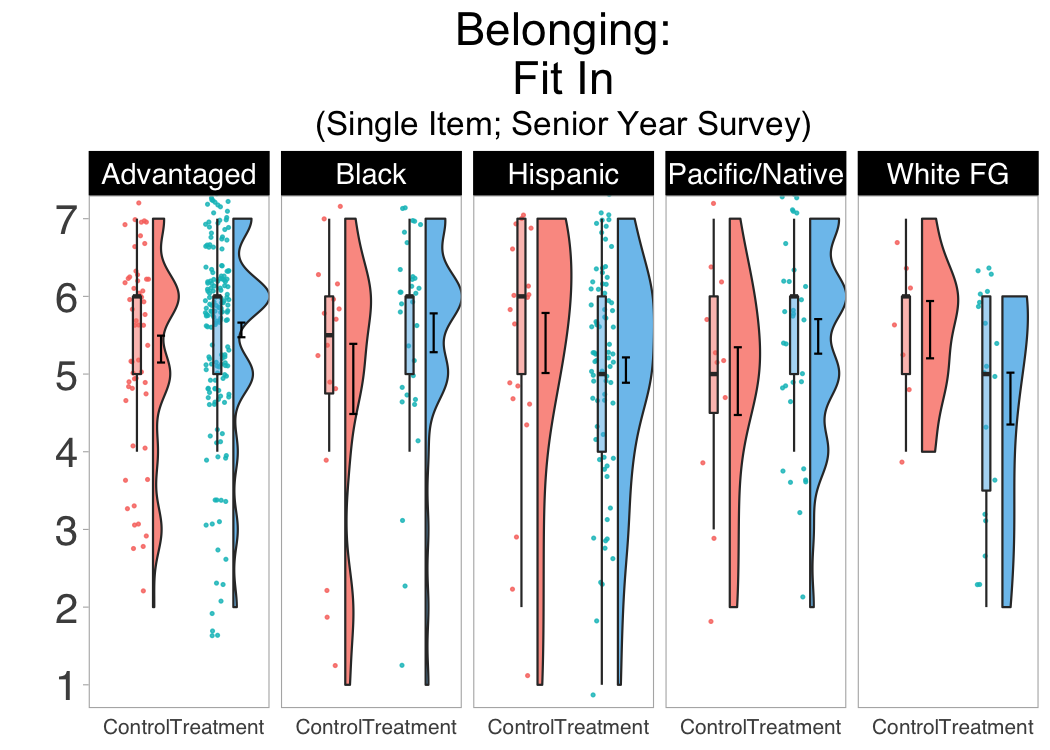 Belonging:
Fit In
(Single Item; Senior Year Survey)
Advantaged Black Hispanic Pacific/Native White FG
7
6
5
4
3
2
1
ControlTreatment ControlTreatment ControlTreatment ControlTreatment ControlTreatment